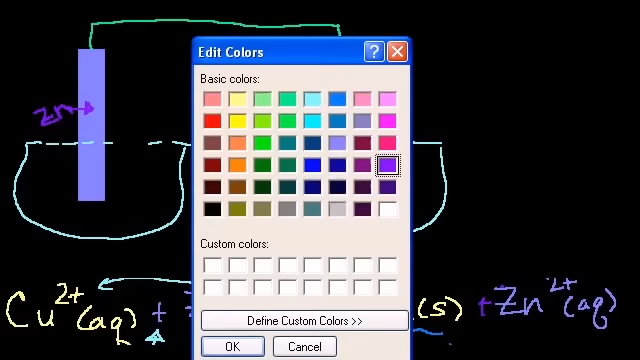 Edit Colors
Basic colors:
Zn
Custom colors:
Define Custom Colors >>
Cu²⁺(aq) + (s) + Zn²⁺(aq)
OK Cancel